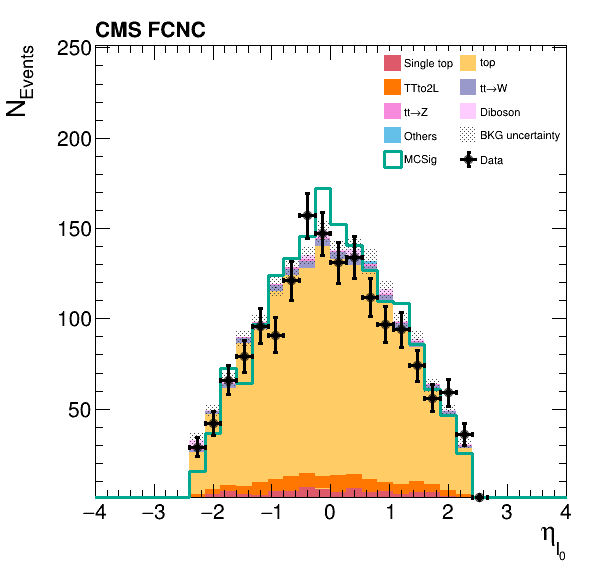 CMS FCNC
N_Events
250
200
150
100
50
Single top
top
TTto2L
tt→W
tt→Z
Diboson
Others
BKG uncertainty
MCSig
Data
−4 −3 −2 −1 0 1 2 3 4
η_l_0